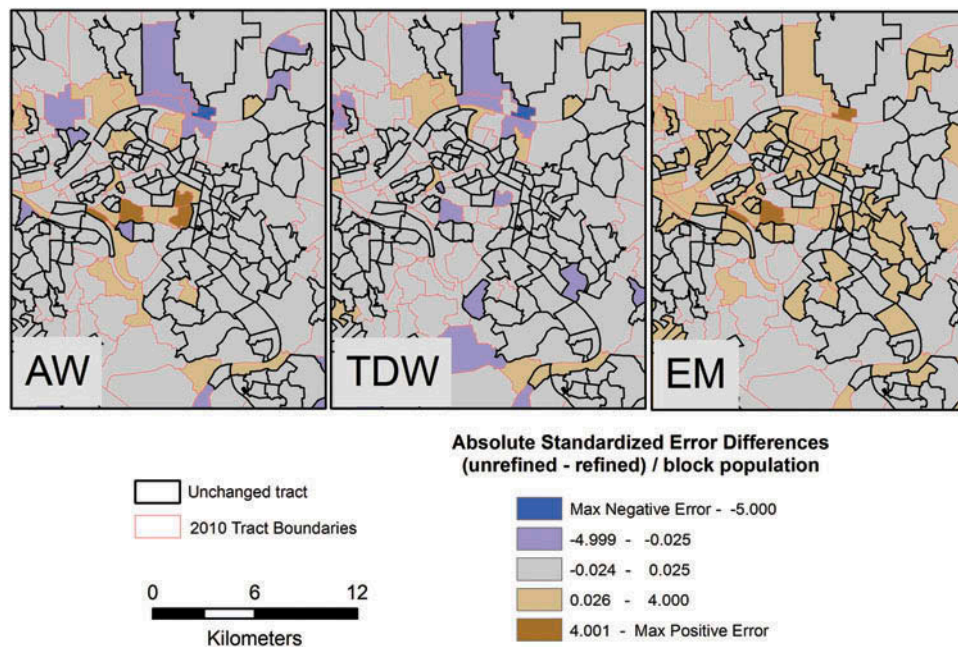 AW
TDW
EM
Absolute Standardized Error Differences
(unrefined - refined) / block population
Unchanged tract
2010 Tract Boundaries
0 6 12
Kilometers
Max Negative Error - -5.000
-4.999 - -0.025
-0.024 - 0.025
0.026 - 4.000
4.001 - Max Positive Error